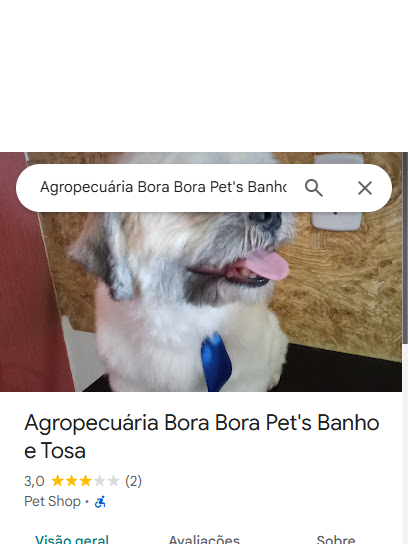 Agropecuária Bora Bora Pet's Banho
Agropecuária Bora Bora Pet's Banho
e Tosa
3,0 (2)
Pet Shop ·
Visão geral Avaliações Sobre